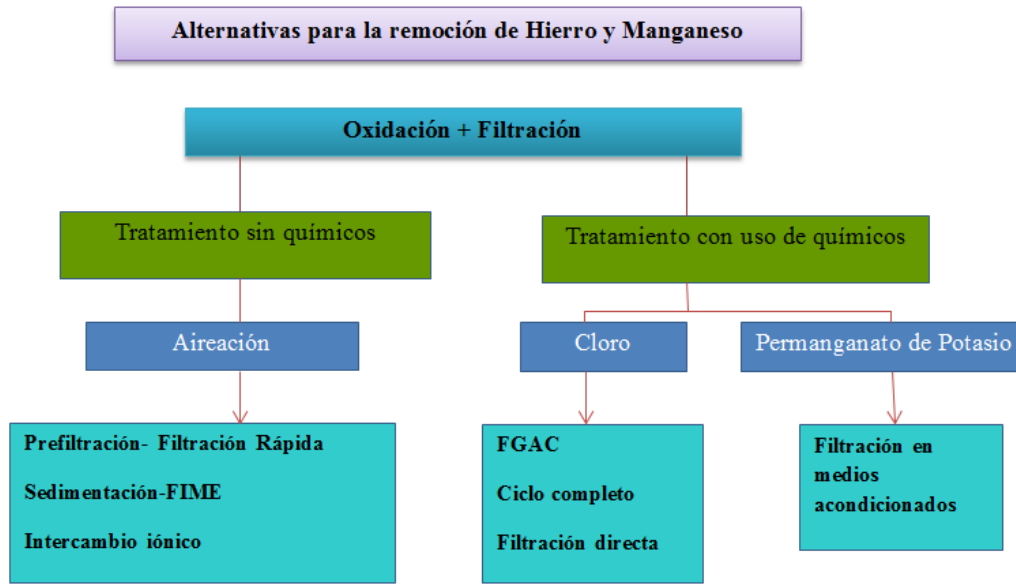 Alternativas para la remoción de Hierro y Manganeso
Oxidación + Filtración
Tratamiento sin químicos
Tratamiento con uso de químicos
Aireación
Cloro
Permanganato de Potasio
Prefiltración- Filtración Rápida
Sedimentación-FIME
Intercambio iónico
FGAC
Ciclo completo
Filtración directa
Filtración en
medios
acondicionados